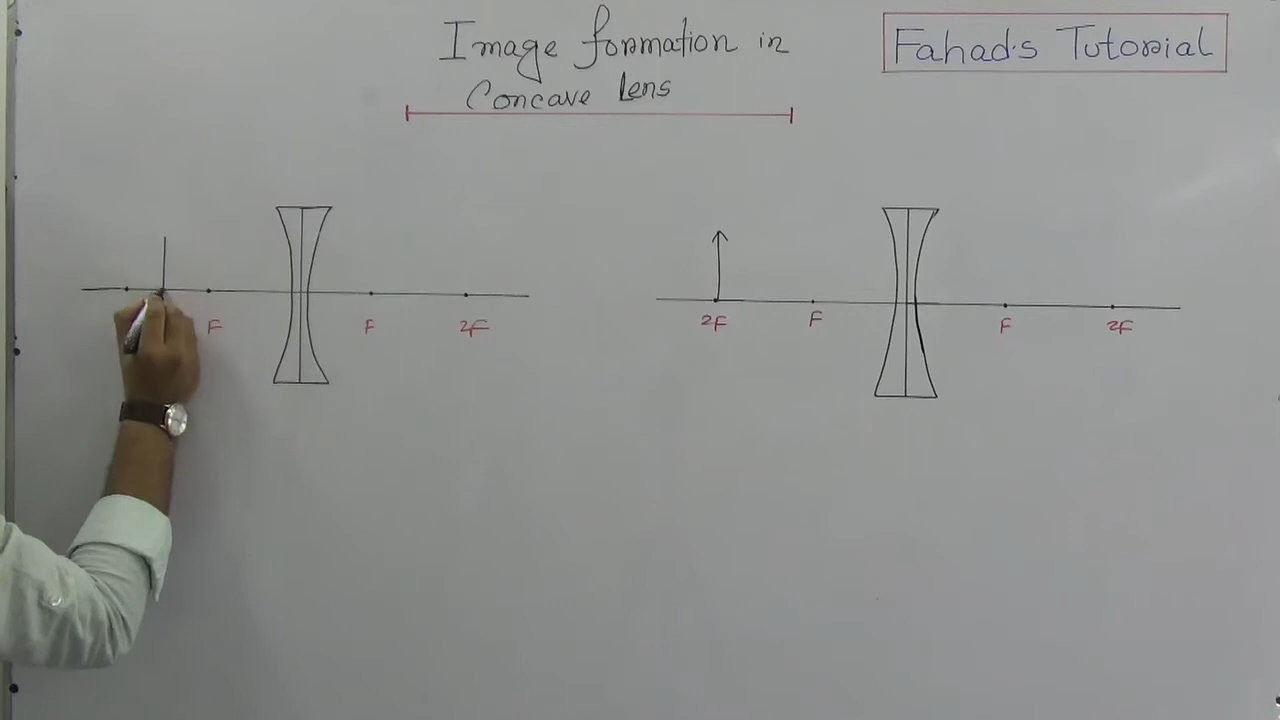 Image formation in
Concave Lens
Fahad's Tutorial
F
F
2F
2F
F
F
2F